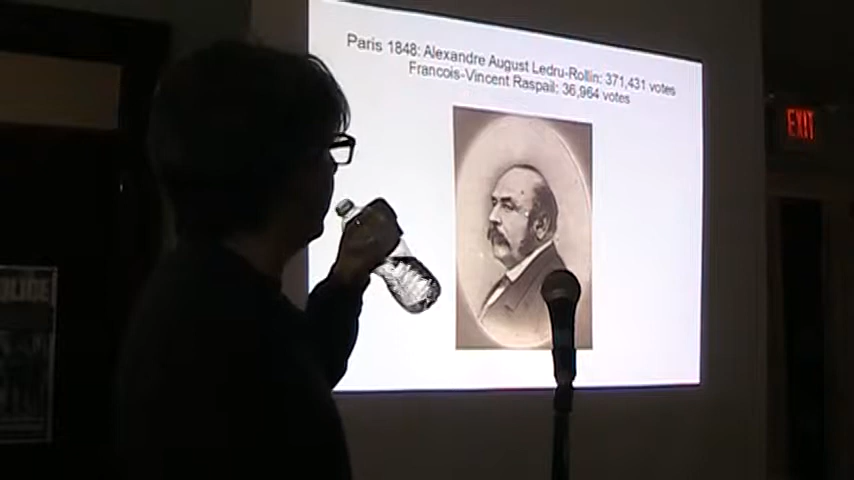 Paris 1848: Alexandre August Ledru-Rollin: 371,431 votes
Francois-Vincent Raspail: 36,964 votes
EXIT